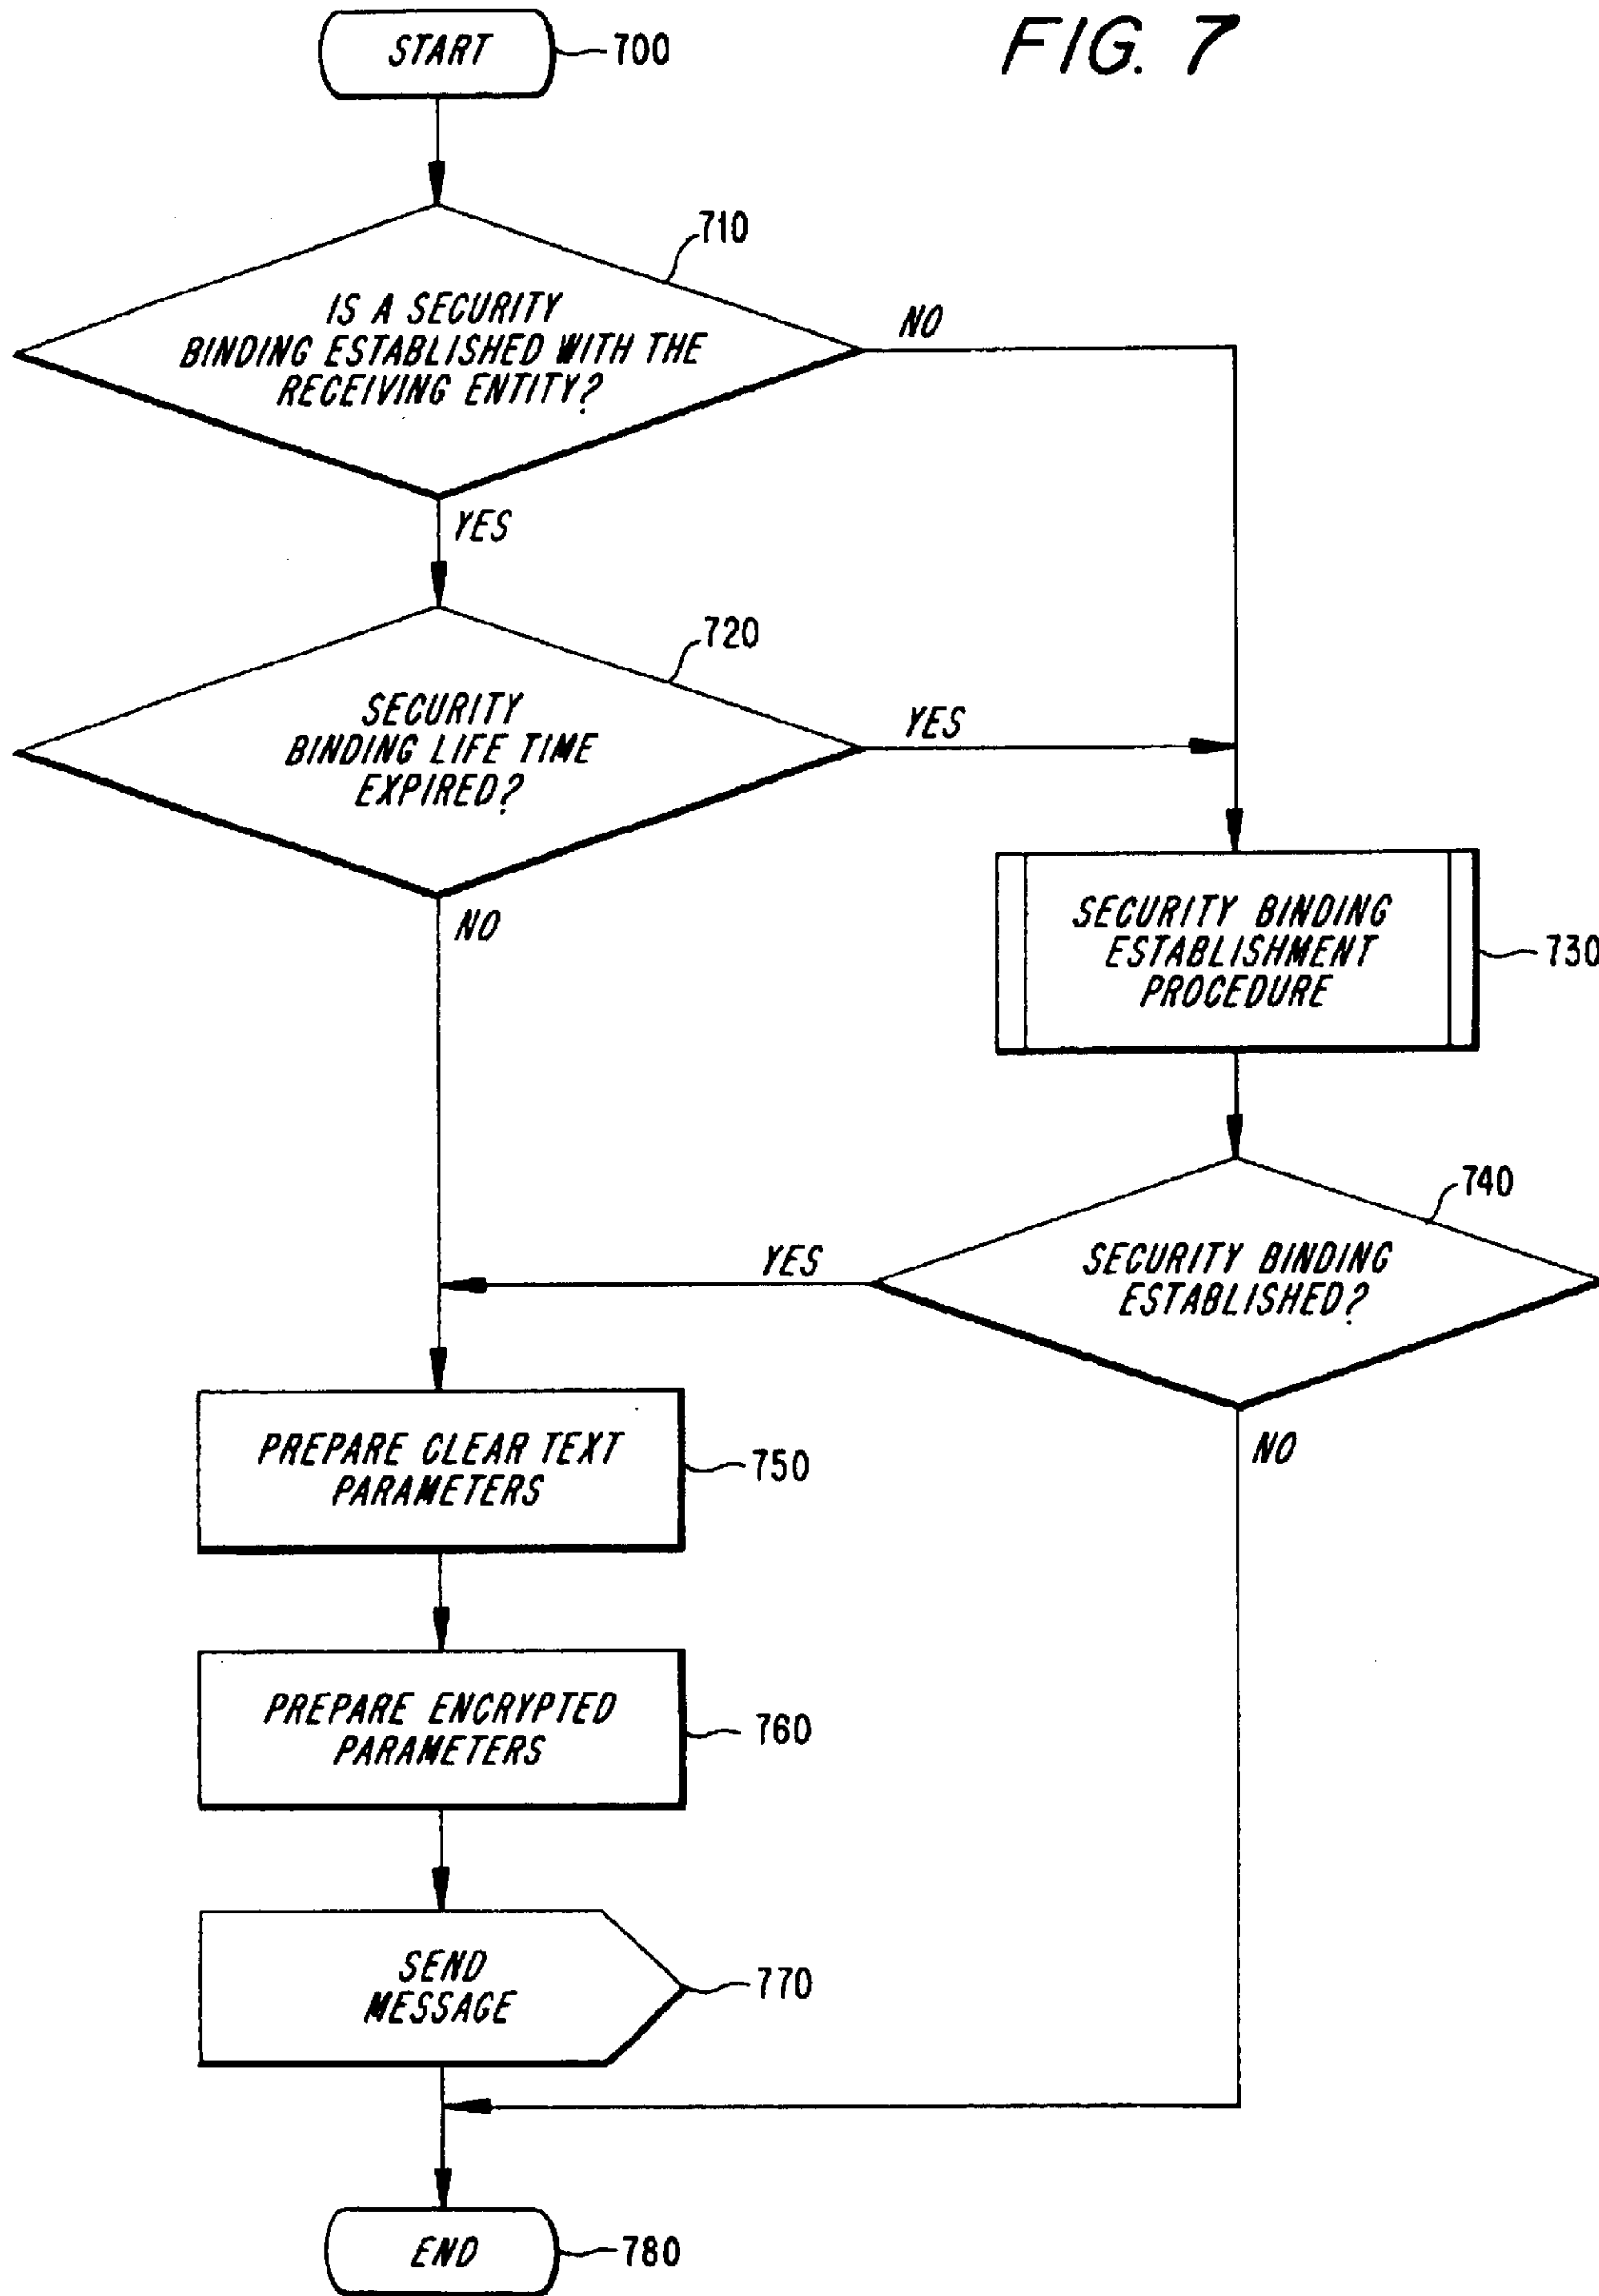 FIG. 7
START
700
710
IS A SECURITY
BINDING ESTABLISHED WITH THE
RECEIVING ENTITY?
NO
YES
720
SECURITY
BINDING LIFE TIME
EXPIRED?
YES
NO
SECURITY BINDING
ESTABLISHMENT
PROCEDURE
730
740
SECURITY BINDING
ESTABLISHED?
YES
NO
PREPARE CLEAR TEXT
PARAMETERS
750
PREPARE ENCRYPTED
PARAMETERS
760
SEND
MESSAGE
770
END
780